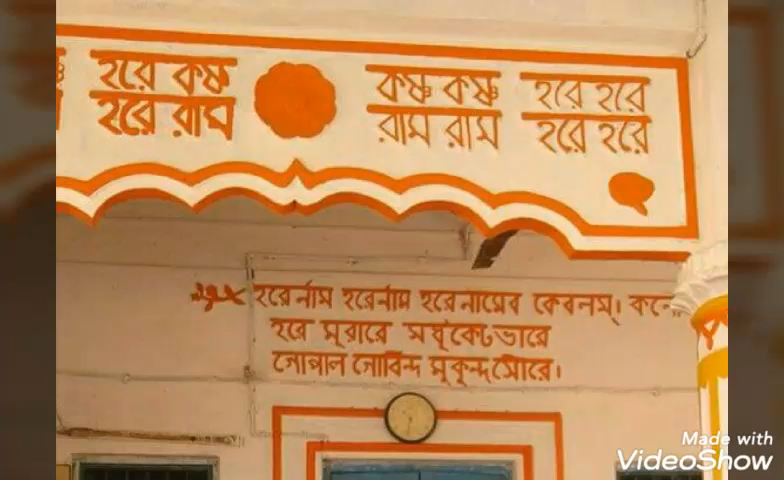 হরে কৃষ্ণ কৃষ্ণ কৃষ্ণ হরে হরে
হরে রাম রাম রাম হরে হরে
হরের্নাম হরের্নাম হরেনামেব কেবলম্।
হরে মুরারে মধুকৈটভারে
গোপাল গোবিন্দ মুকুন্দ সৌরে।
Made with
VideoShow